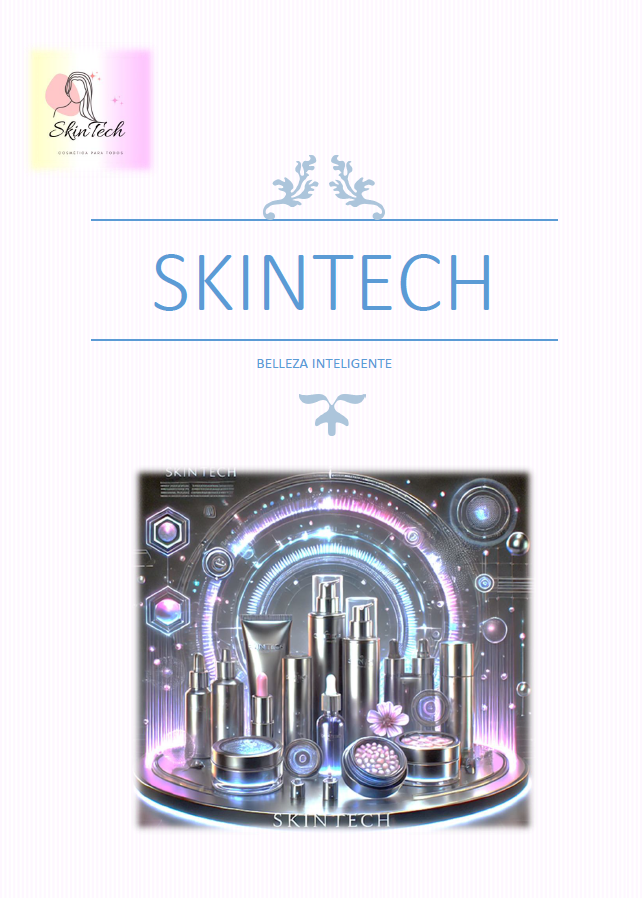 SkinTech
COSMÉTICA PARA TODOS
SKINTECH
BELLEZA INTELIGENTE
SKINTECH
SKINTECH